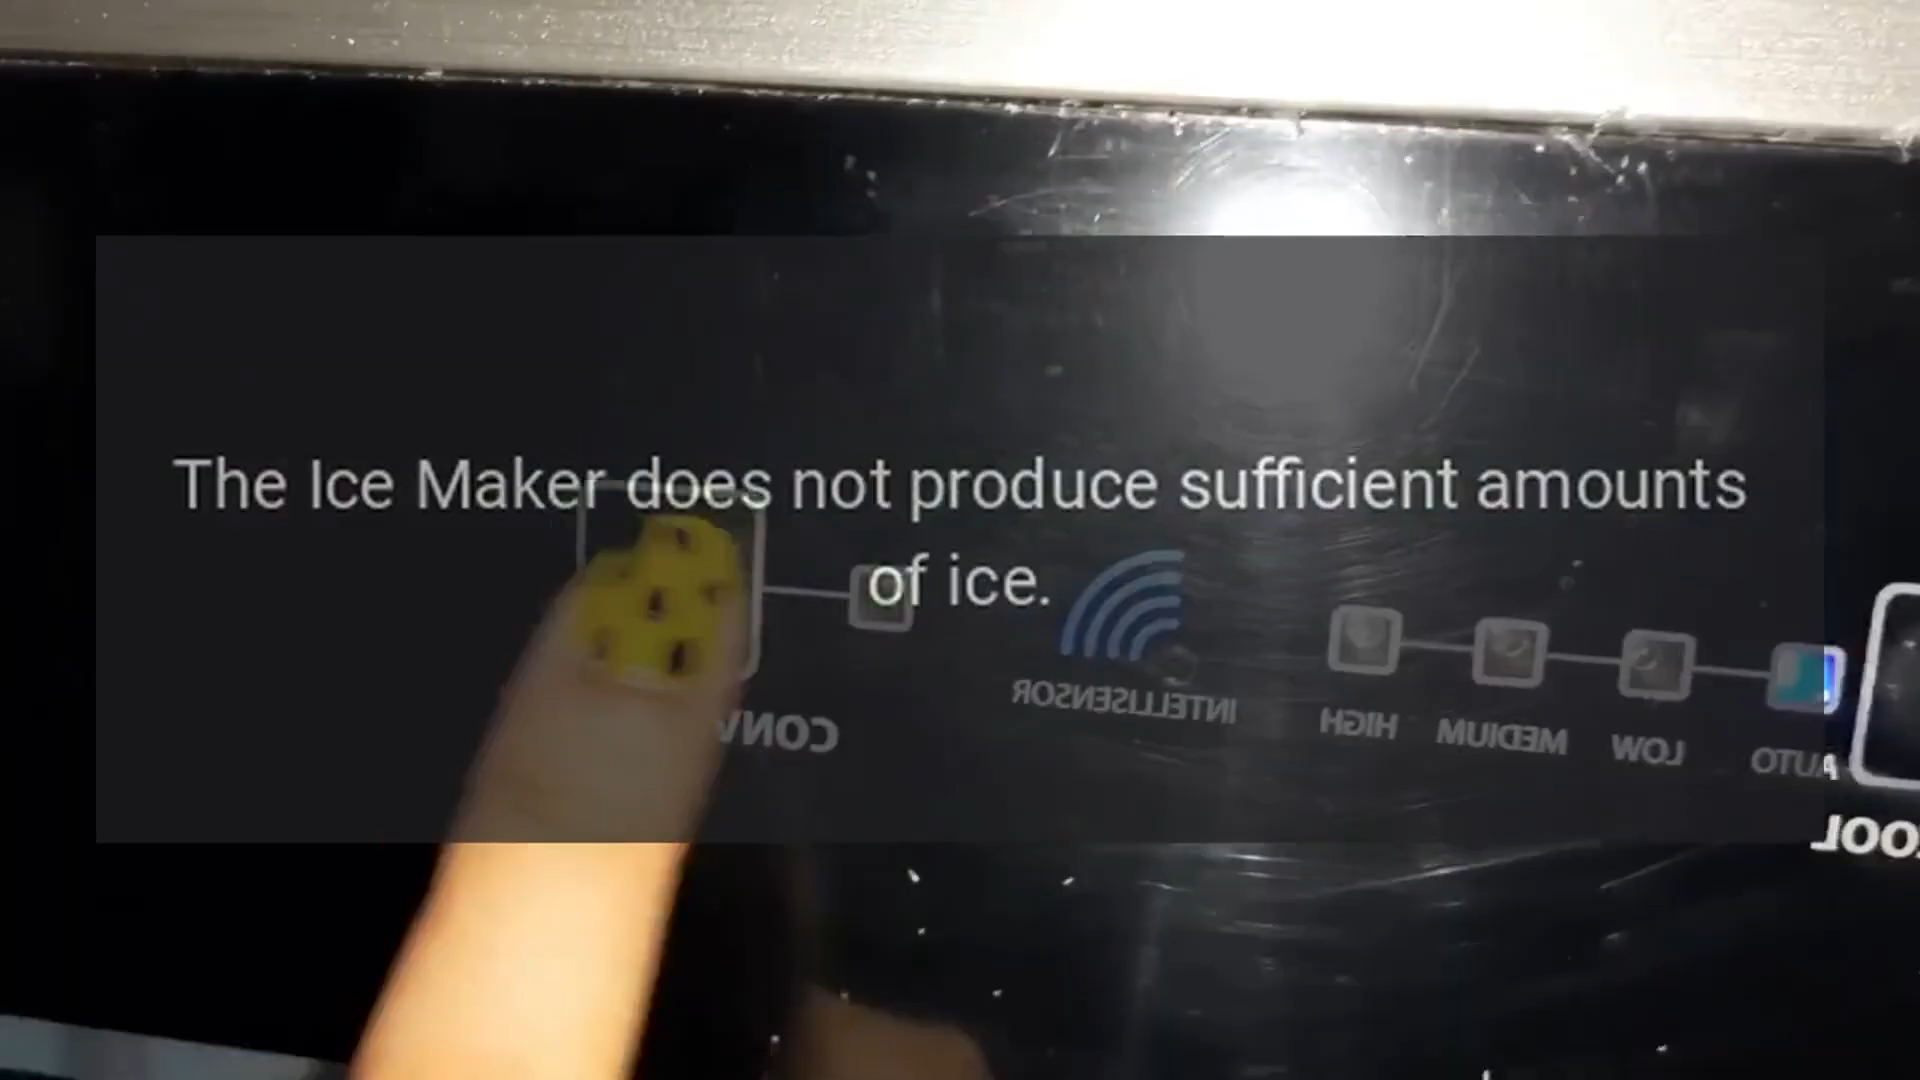 The Ice Maker does not produce sufficient amounts
of ice.
INTELLISENSOR
HIGH
MEDIUM
LOW
AUTO